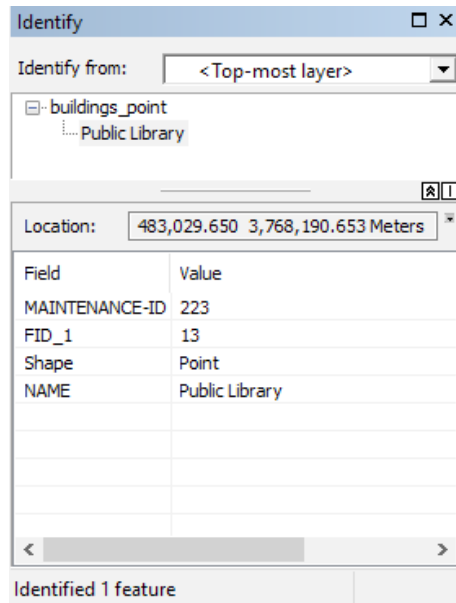 Identify
Identify from: <Top-most layer>
buildings_point
Public Library
Location: 483,029.650 3,768,190.653 Meters
Field Value
MAINTENANCE-ID 223
FID_1 13
Shape Point
NAME Public Library
Identified 1 feature